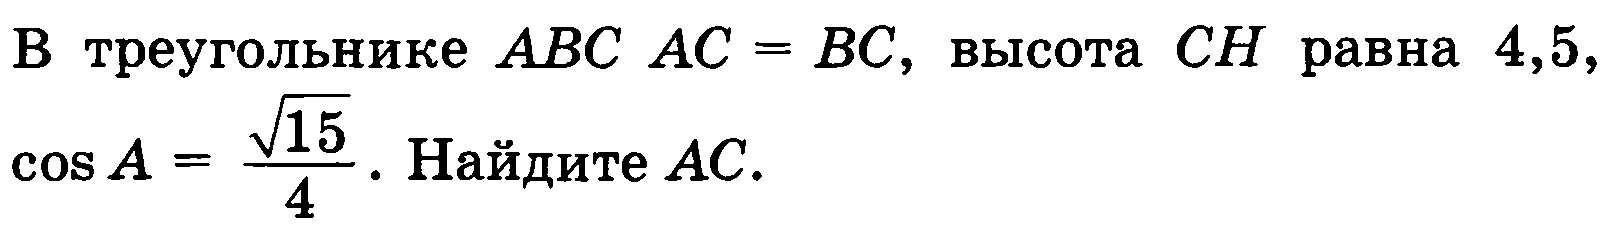 В треугольнике ABC AC = BC, высота CH равна 4,5,
cos A = √15/4. Найдите AC.